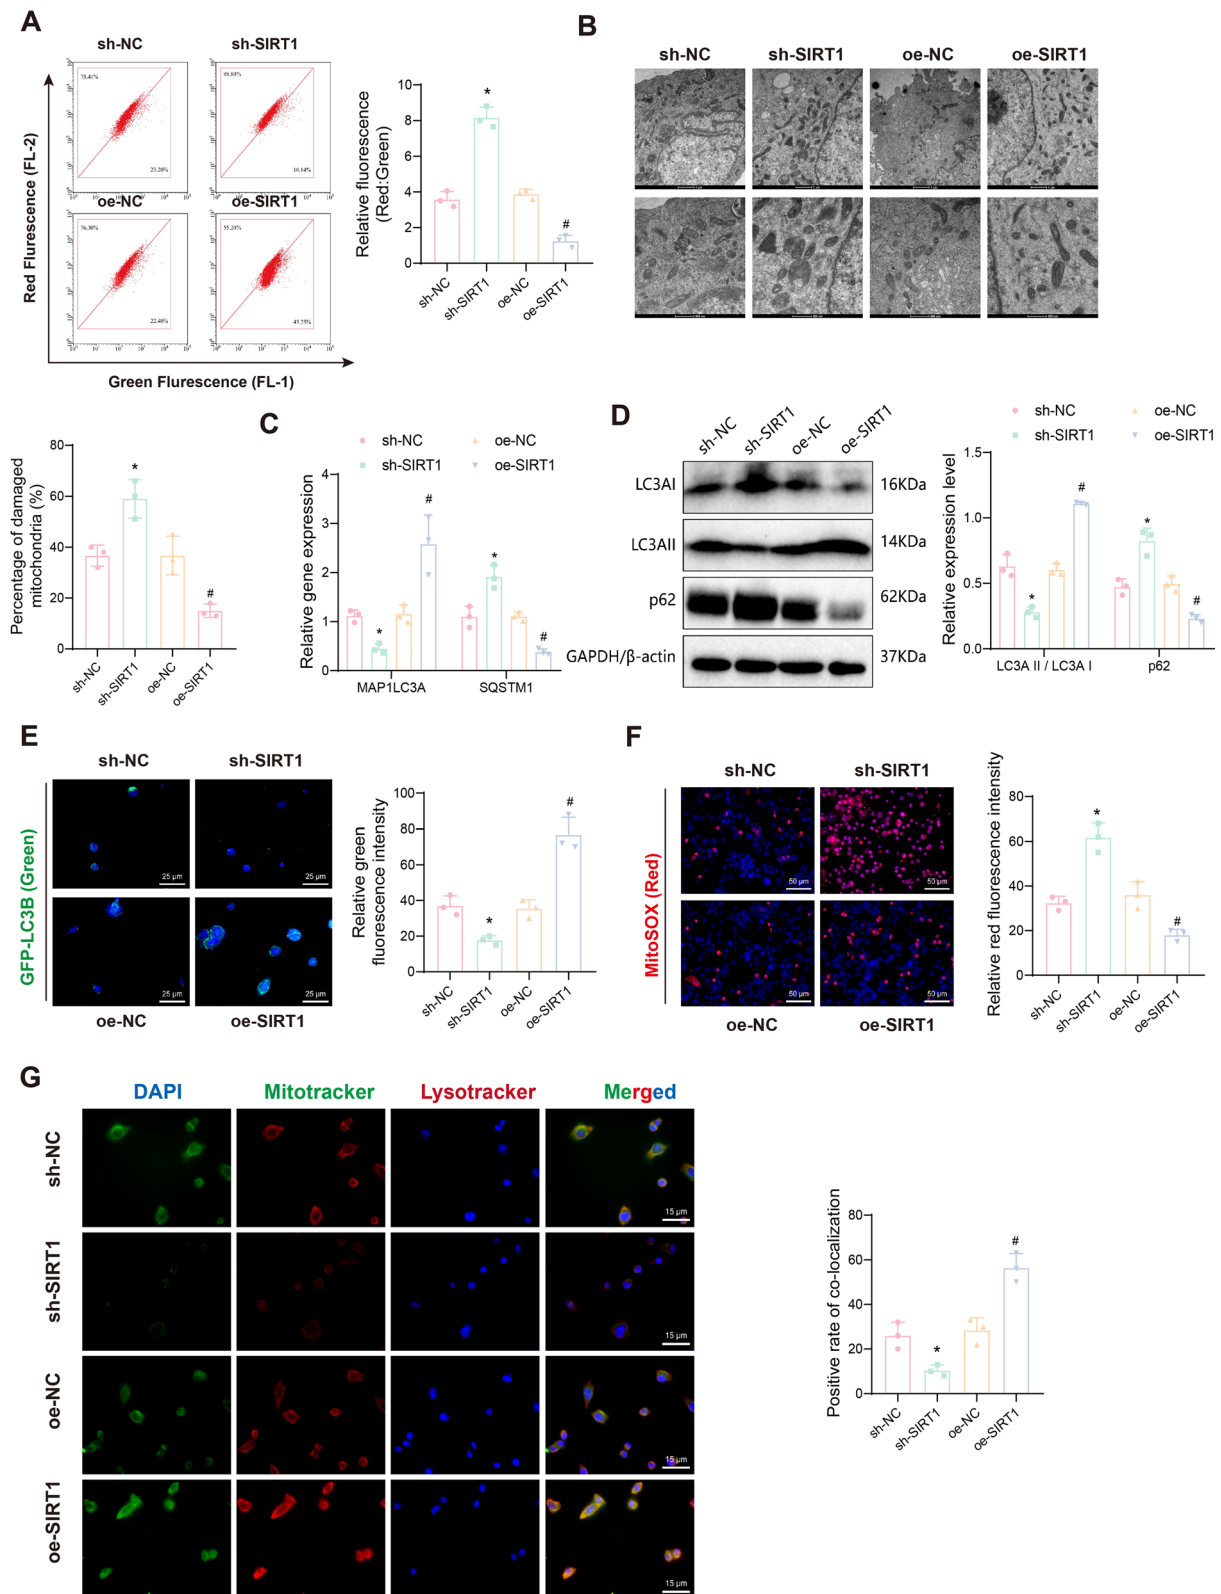 A
sh-NC
sh-SIRT1
75.41%
23.20%
88.80%
10.14%
oe-NC
oe-SIRT1
76.30%
22.40%
55.20%
43.25%
Red Flurescence (FL-2)
Green Flurescence (FL-1)
Relative fluorescence
(Red:Green)
10
8
6
4
2
0
*
#
sh-NC
sh-SIRT1
oe-NC
oe-SIRT1
B
sh-NC
sh-SIRT1
oe-NC
oe-SIRT1
Percentage of damaged
mitochondria (%)
80
60
40
20
0
*
#
sh-NC
sh-SIRT1
oe-NC
oe-SIRT1
C
sh-NC
oe-NC
sh-SIRT1
oe-SIRT1
Relative gene expression
4
3
2
1
0
*
#
*
#
MAP1LC3A
SQSTM1
D
sh-NC
sh-SIRT1
oe-NC
oe-SIRT1
LC3AI
16KDa
LC3AII
14KDa
p62
62KDa
GAPDH/β-actin
37KDa
sh-NC
oe-NC
sh-SIRT1
oe-SIRT1
Relative expression level
1.5
1.0
0.5
0.0
*
#
*
#
LC3A II / LC3A I
p62
E
sh-NC
sh-SIRT1
GFP-LC3B (Green)
25 μm
25 μm
25 μm
25 μm
oe-NC
oe-SIRT1
Relative green
fluorescence intensity
100
80
60
40
20
0
*
#
sh-NC
sh-SIRT1
oe-NC
oe-SIRT1
F
sh-NC
sh-SIRT1
MitoSOX (Red)
50 μm
50 μm
50 μm
50 μm
oe-NC
oe-SIRT1
Relative red fluorescence intensity
80
60
40
20
0
*
#
sh-NC
sh-SIRT1
oe-NC
oe-SIRT1
G
DAPI
Mitotracker
Lysotracker
Merged
sh-NC
15 μm
sh-SIRT1
15 μm
oe-NC
15 μm
oe-SIRT1
15 μm
Positive rate of co-localization
80
60
40
20
0
*
#
sh-NC
sh-SIRT1
oe-NC
oe-SIRT1